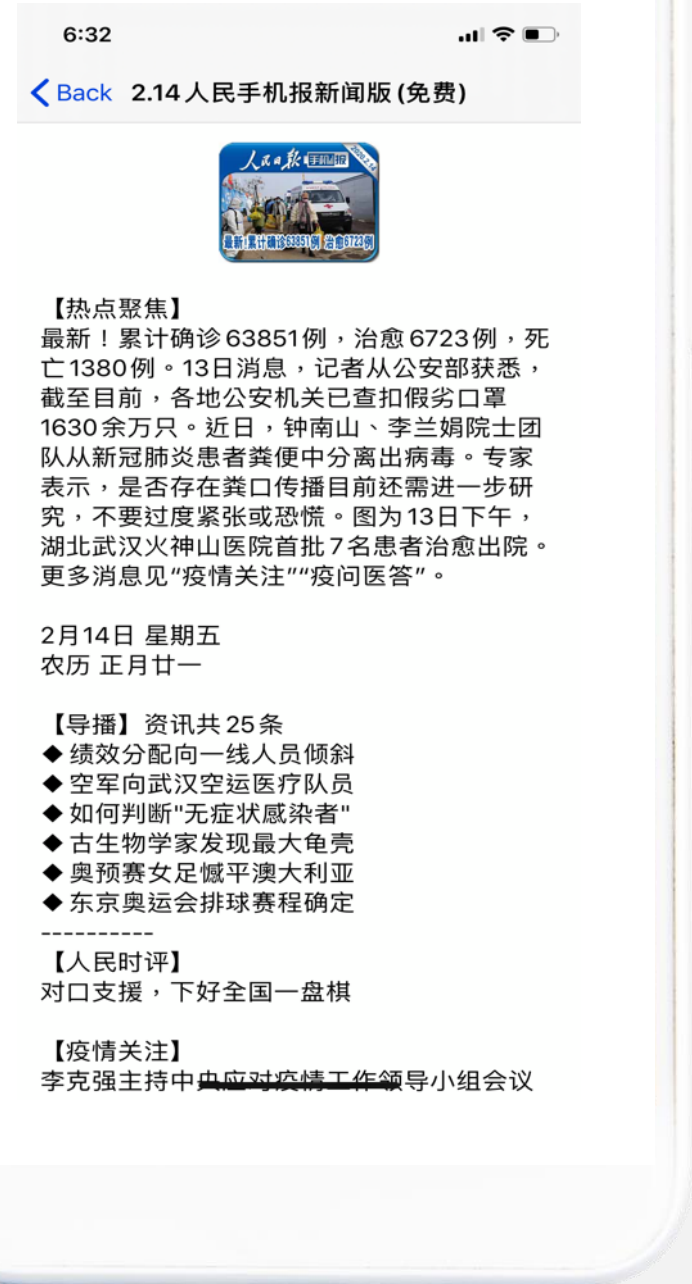 6:32
Back 2.14人民手机报新闻版(免费)
人民日报 手机报 2020.2.14
最新!累计确诊63851例 治愈6723例
【热点聚焦】
最新！累计确诊63851例，治愈6723例，死
亡1380例。13日消息，记者从公安部获悉，
截至目前，各地公安机关已查扣假劣口罩
1630余万只。近日，钟南山、李兰娟院士团
队从新冠肺炎患者粪便中分离出病毒。专家
表示，是否存在粪口传播目前还需进一步研
究，不要过度紧张或恐慌。图为13日下午，
湖北武汉火神山医院首批7名患者治愈出院。
更多消息见“疫情关注”“疫问医答”。
2月14日 星期五
农历 正月廿一
【导播】资讯共25条
◆绩效分配向一线人员倾斜
◆空军向武汉空运医疗队员
◆如何判断"无症状感染者"
◆古生物学家发现最大龟壳
◆奥预赛女足憾平澳大利亚
◆东京奥运会排球赛程确定
----------
【人民时评】
对口支援，下好全国一盘棋
【疫情关注】
李克强主持中央应对疫情工作领导小组会议